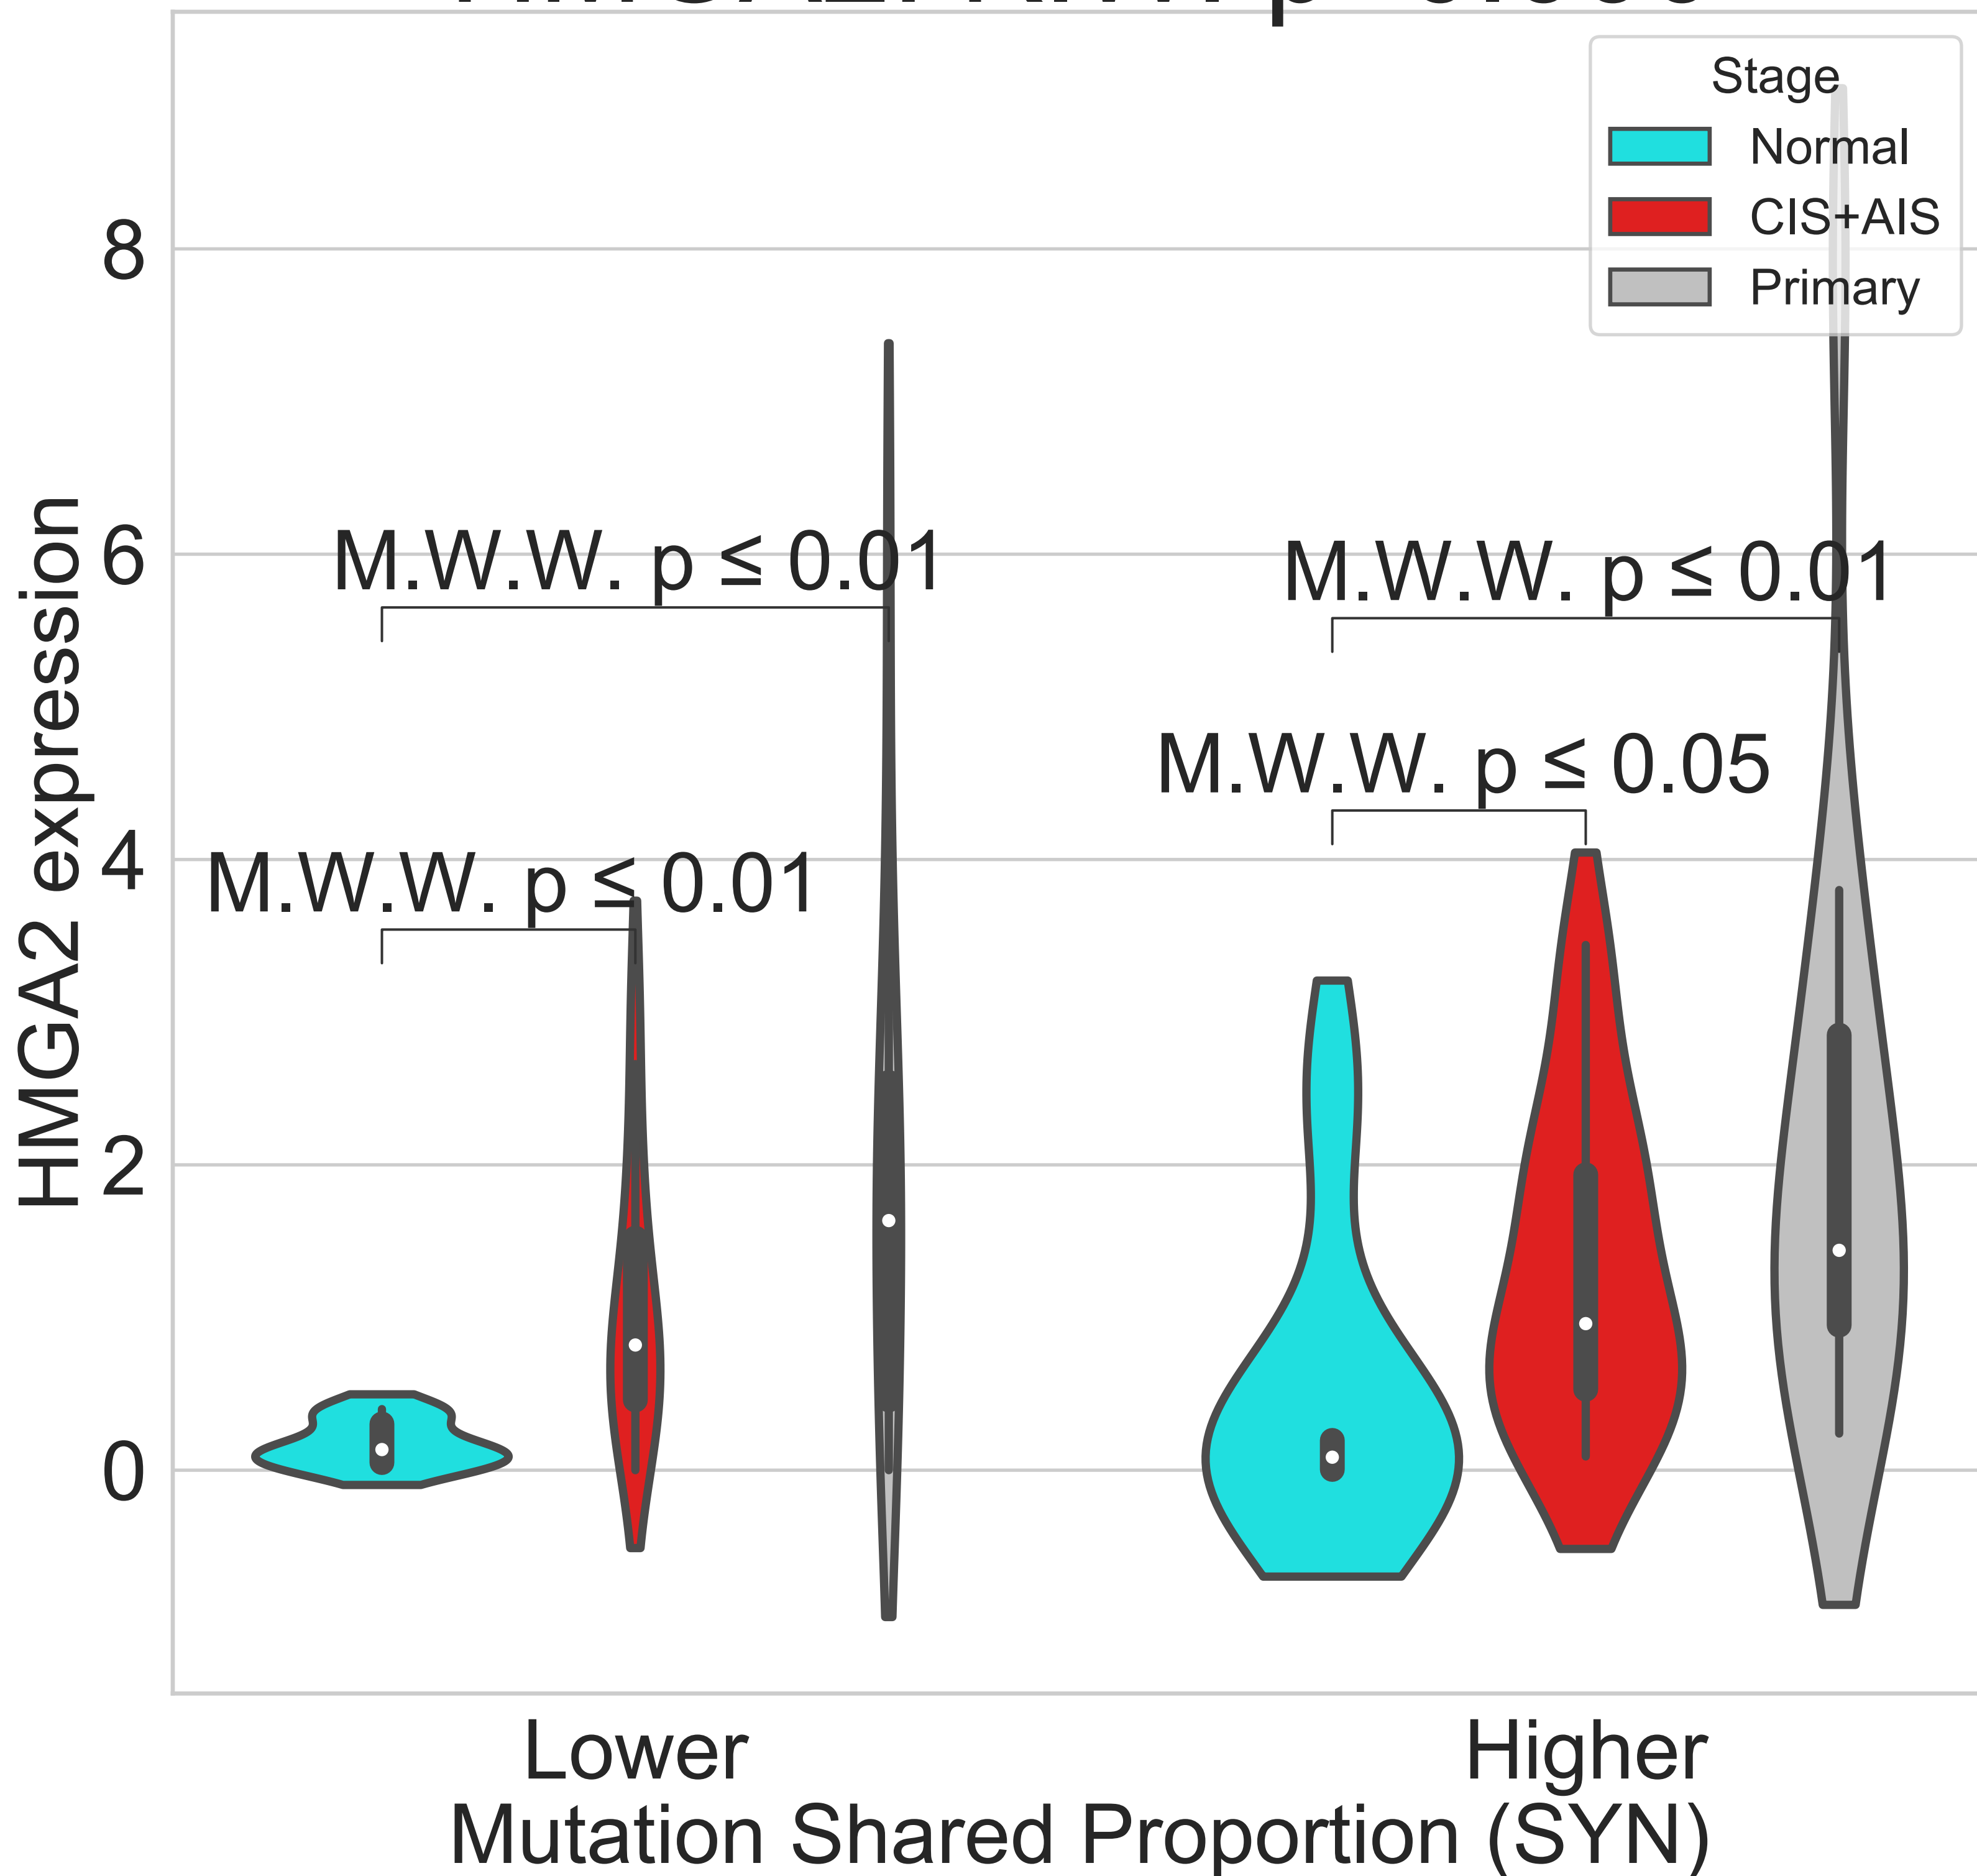 Stage
Normal
CIS+AIS
Primary
HMGA2 expression
8
6
4
2
0
M.W.W. p ≤ 0.01
M.W.W. p ≤ 0.01
M.W.W. p ≤ 0.05
M.W.W. p ≤ 0.01
Lower
Higher
Mutation Shared Proportion (SYN)